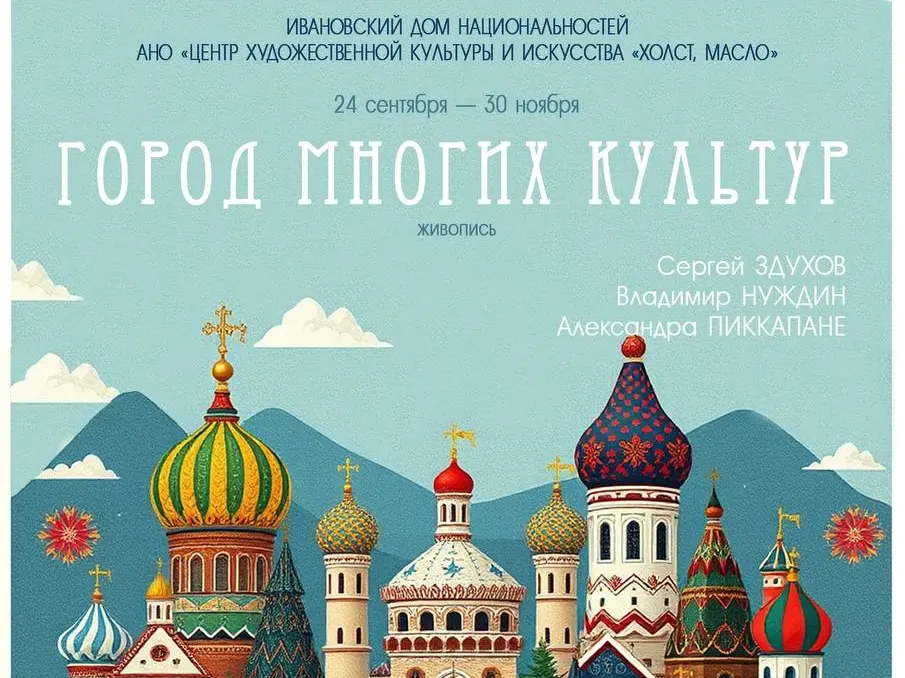 ИВАНОВСКИЙ ДОМ НАЦИОНАЛЬНОСТЕЙ
АНО «ЦЕНТР ХУДОЖЕСТВЕННОЙ КУЛЬТУРЫ И ИСКУССТВА «ХОЛСТ, МАСЛО»
24 сентября — 30 ноября
ГОРОД МНОГИХ КУЛЬТУР
ЖИВОПИСЬ
Сергей ЗДУХОВ
Владимир НУЖДИН
Александра ПИККАПАНЕ